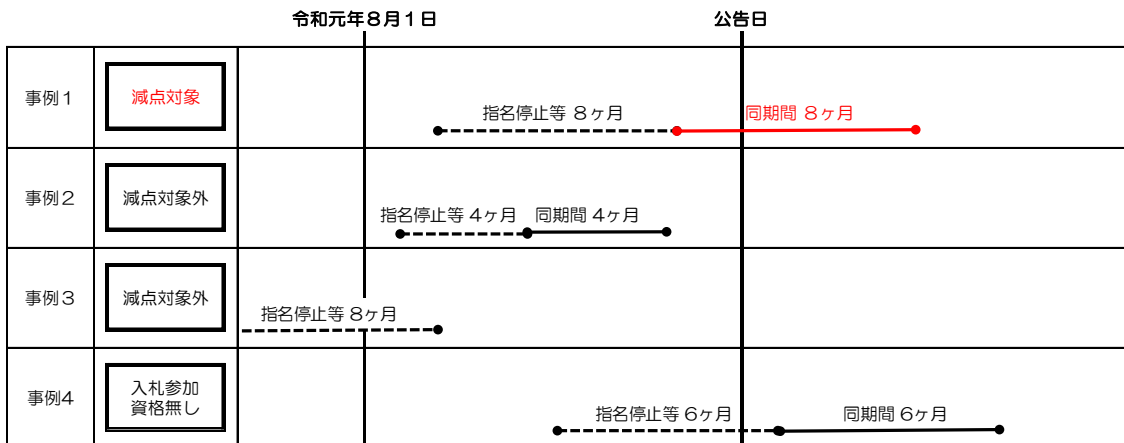 令和元年８月１日
公告日
事例１
減点対象
指名停止等 ８ヶ月
同期間 ８ヶ月
事例２
減点対象外
指名停止等 ４ヶ月
同期間 ４ヶ月
事例３
減点対象外
指名停止等 ８ヶ月
事例4
入札参加
資格無し
指名停止等 ６ヶ月
同期間 ６ヶ月